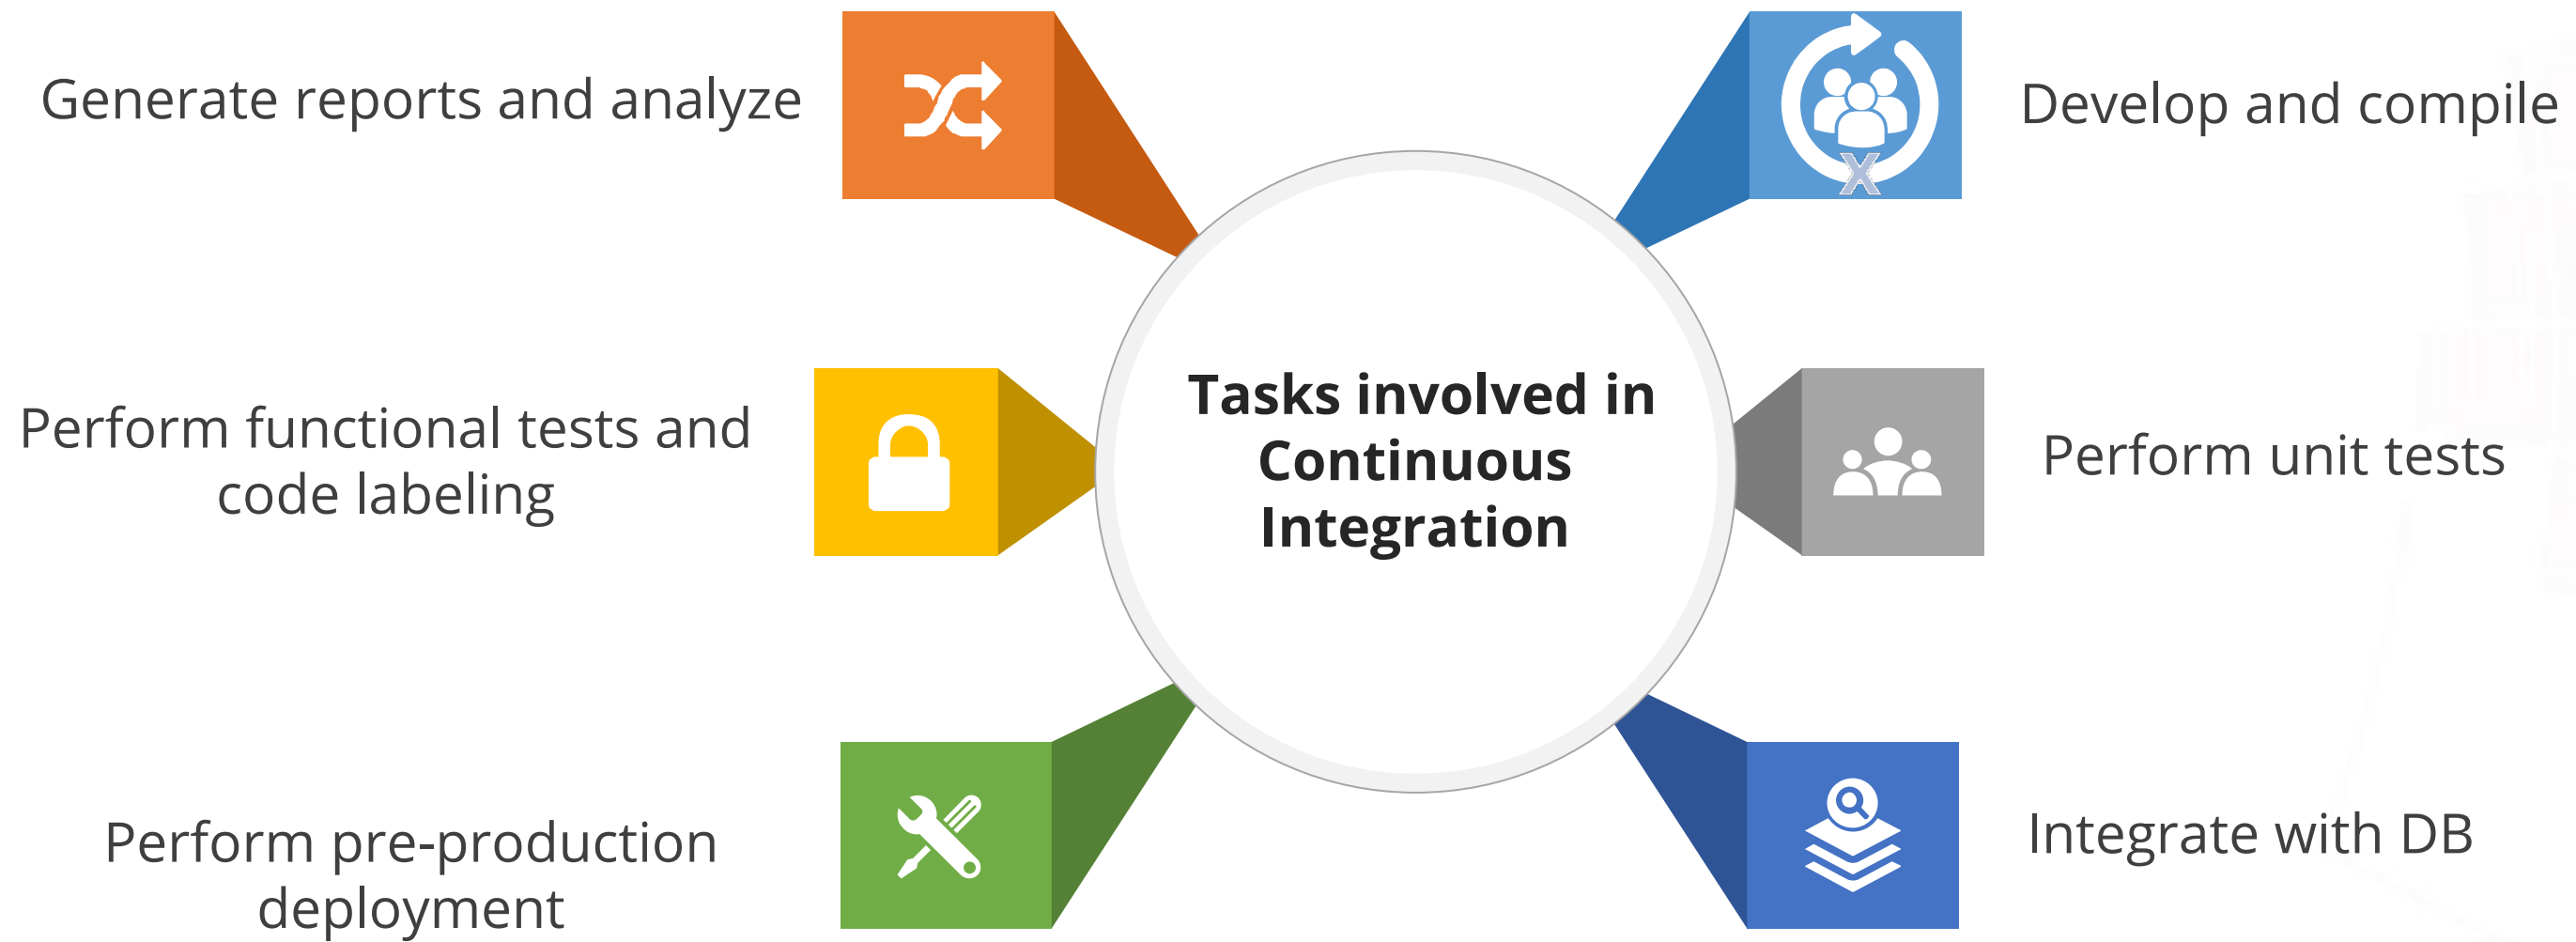 Generate reports and analyze
Develop and compile
X
Tasks involved in
Continuous
Integration
Perform functional tests and
code labeling
Perform unit tests
Perform pre-production
deployment
Integrate with DB